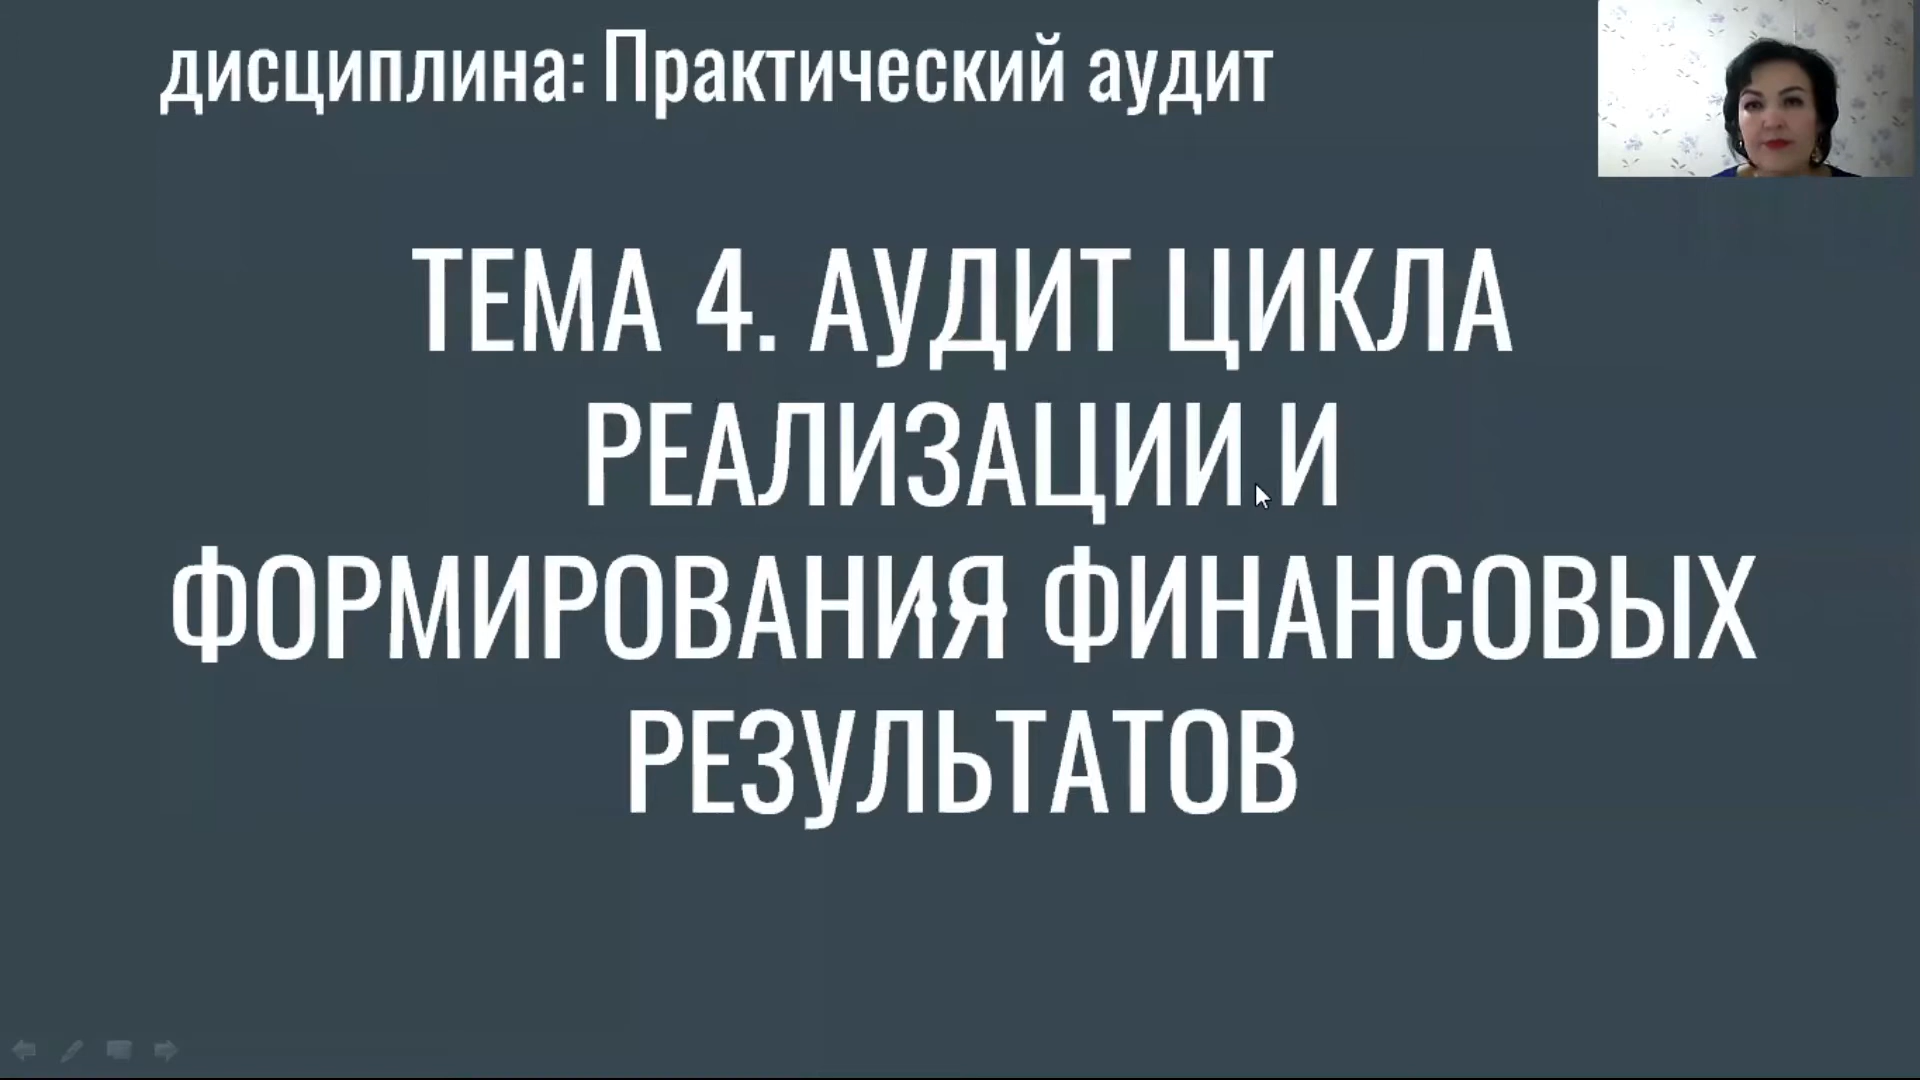 дисциплина: Практический аудит
ТЕМА 4. АУДИТ ЦИКЛА
РЕАЛИЗАЦИИ И
ФОРМИРОВАНИЯ ФИНАНСОВЫХ
РЕЗУЛЬТАТОВ